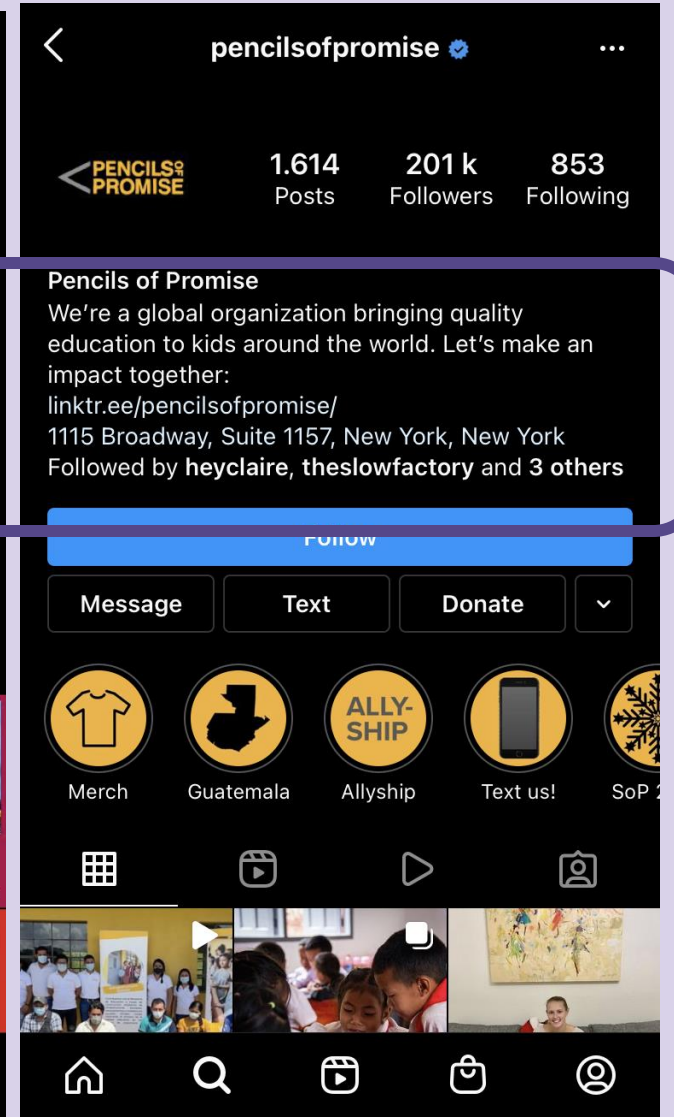 pencilsofpromise
PENCILS OF
PROMISE
1.614 201 k 853
Posts Followers Following
Pencils of Promise
We’re a global organization bringing quality
education to kids around the world. Let’s make an
impact together:
linktr.ee/pencilsofpromise/
1115 Broadway, Suite 1157, New York, New York
Followed by heyclaire, theslowfactory and 3 others
Follow
Message Text Donate
ALLY-
SHIP
Merch Guatemala Allyship Text us! SoP